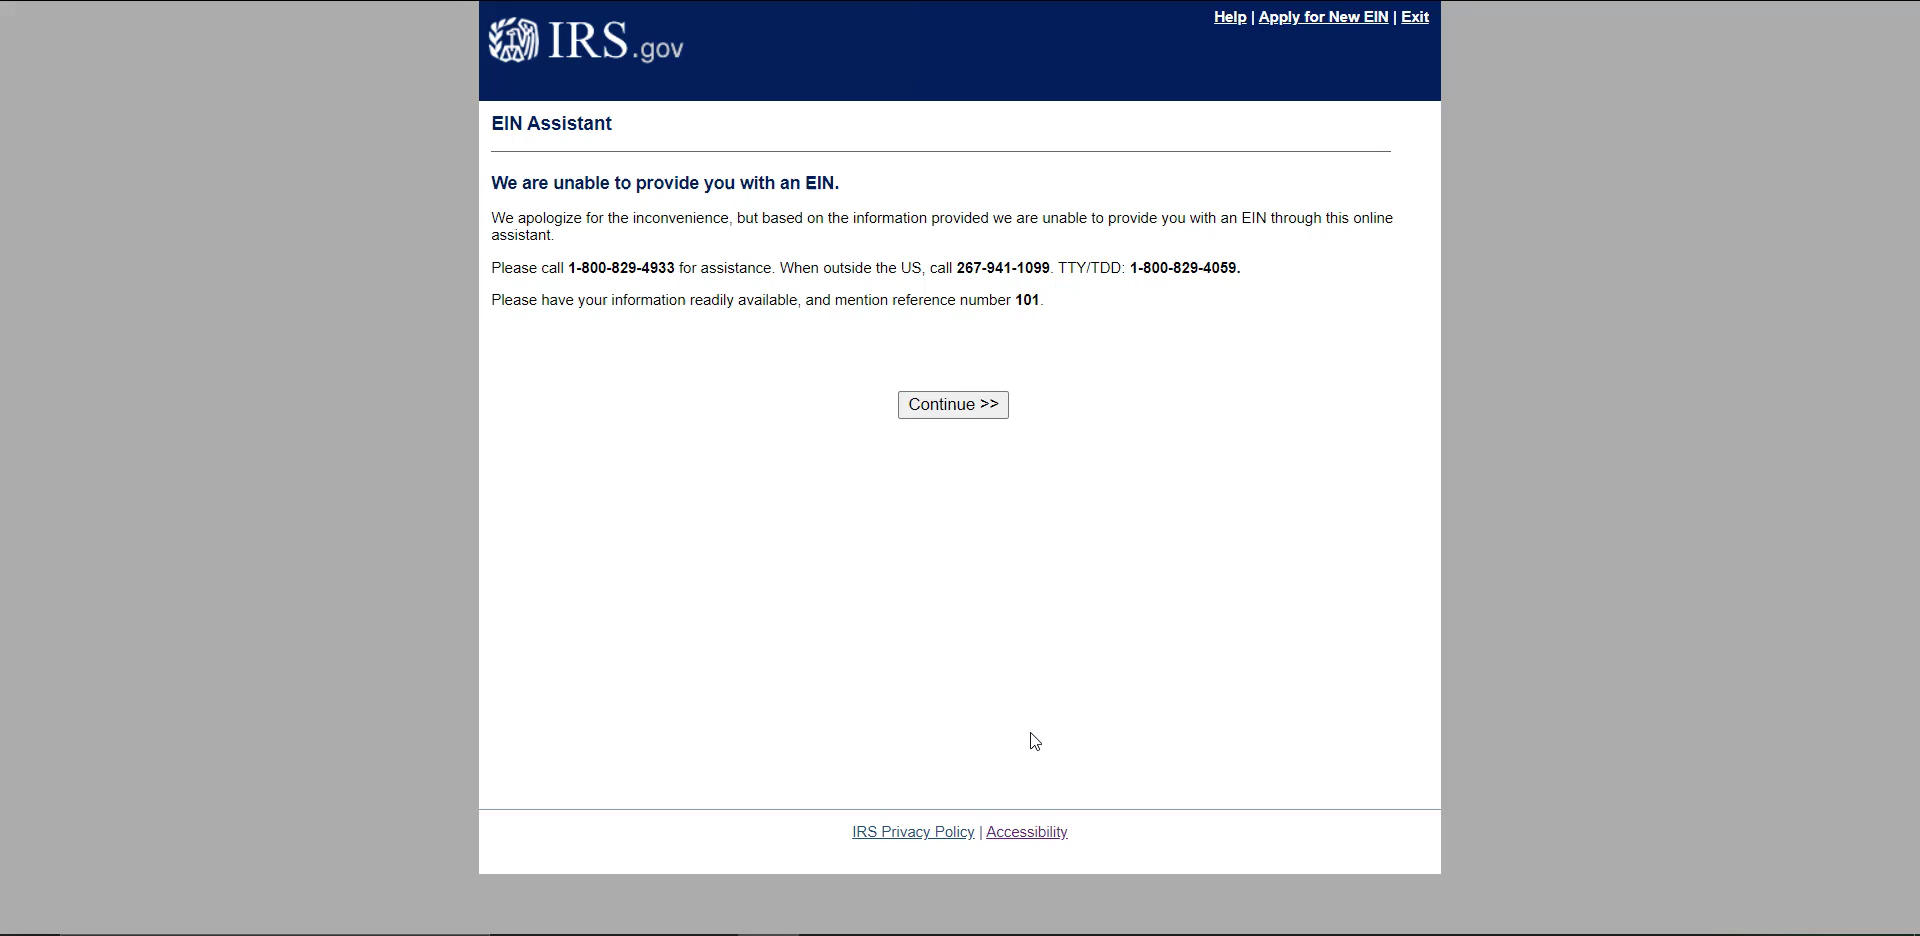 IRS.gov
Help | Apply for New EIN | Exit
EIN Assistant
We are unable to provide you with an EIN.
We apologize for the inconvenience, but based on the information provided we are unable to provide you with an EIN through this online
assistant.
Please call 1-800-829-4933 for assistance. When outside the US, call 267-941-1099. TTY/TDD: 1-800-829-4059.
Please have your information readily available, and mention reference number 101.
Continue >>
IRS Privacy Policy | Accessibility